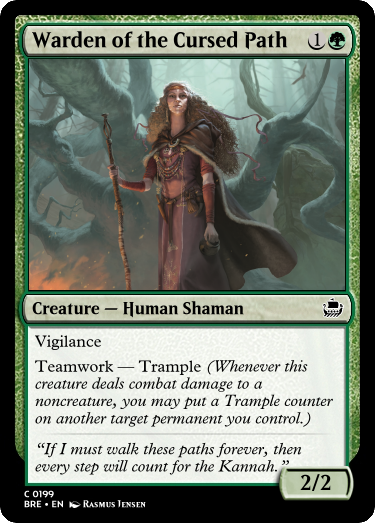 Warden of the Cursed Path 1
Creature — Human Shaman
Vigilance
Teamwork — Trample (Whenever this
creature deals combat damage to a
noncreature, you may put a Trample counter
on another target permanent you control.)
“If I must walk these paths forever, then
every step will count for the Kannah.”
2/2
C 0199
BRE • EN Rasmus Jensen